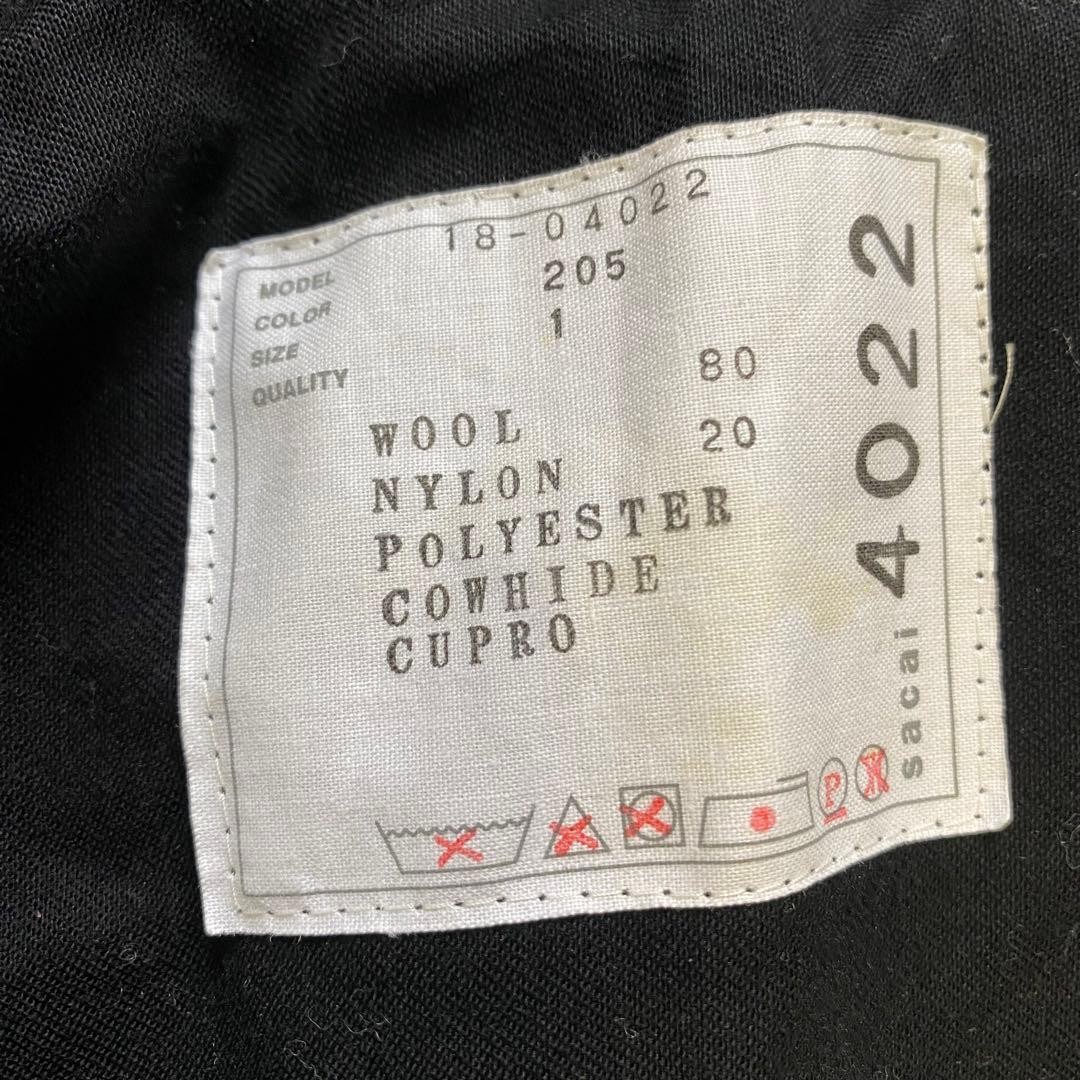 MODEL 18-04022
COLOR 205
SIZE 1
QUALITY
WOOL 80
NYLON 20
POLYESTER
COWHIDE
CUPRO
sacai 4022
P